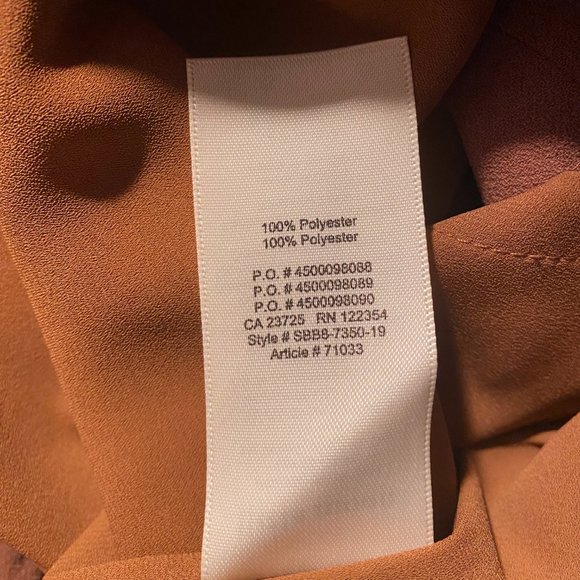 100% Polyester
100% Polyester
P.O. # 4500098088
P.O. # 4500098089
P.O. # 4500098090
CA 23725 RN 122354
Style # SBB8-7350-19
Article # 71033